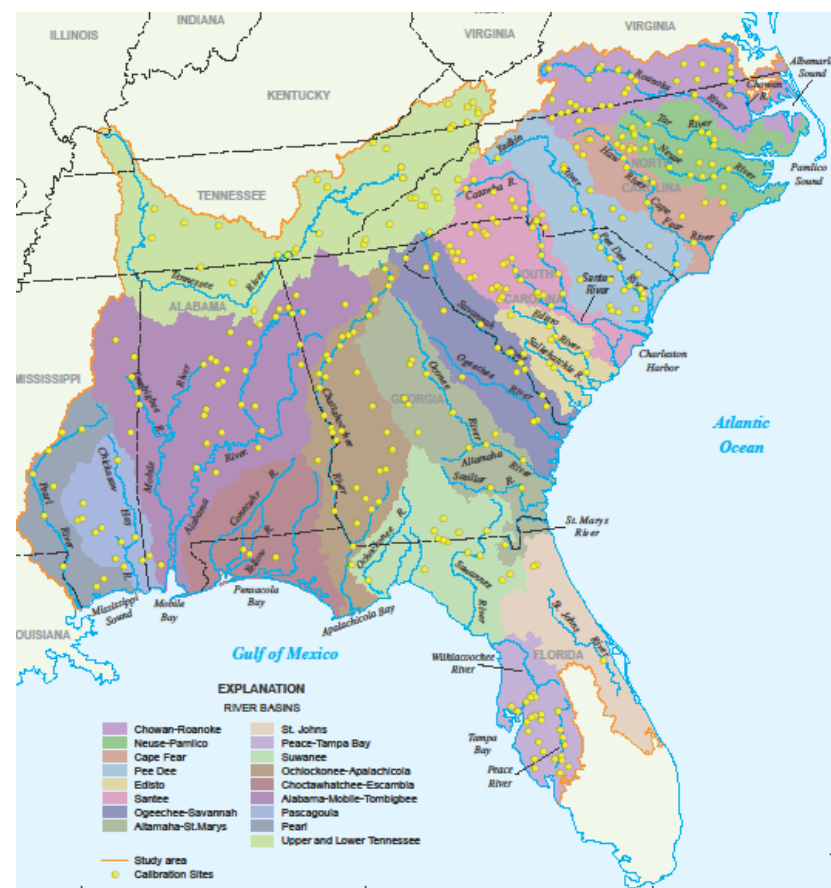 WEST
ILLINOIS
INDIANA
VIRGINIA
VIRGINIA
Albemarle
Sound
Roanoke
River
Chowan
R.
KENTUCKY
Tar
River
Yadkin
River
Haw
River
NORTH
CAROLINA
Neuse
River
Pamlico
Sound
TENNESSEE
Catawba R.
Cape
Fear
River
Pee Dee
River
Tennessee
River
SOUTH
CAROLINA
Santee
River
ALABAMA
Savannah
River
Edisto
River
Salkehatchie R.
Charleston
Harbor
MISSISSIPPI
Tombigbee
R.
River
Oconee
River
Ogeechee
River
GEORGIA
Chattahoochee
River
Atlantic
Ocean
Chickasaw
Hay
R.
Mobile
Alabama
River
Altamaha
River
Satillar
R.
Pearl
River
Conecuhr
R.
Yellow
R.
Ochlockonee
R.
St. Marys
River
Suwannee
River
Mississippi
Sound
Mobile
Bay
Pensacola
Bay
Apalachicola Bay
St. Johns
River
OUISIANA
Gulf of Mexico
Withlacoochee
River
FLORIDA
Tampa
Bay
Peace
River
EXPLANATION
RIVER BASINS
Chowan-Roanoke
Neuse-Pamlico
Cape Fear
Pee Dee
Edisto
Santee
Ogeechee-Savannah
Altamaha-St.Marys
St. Johns
Peace-Tampa Bay
Suwanee
Ochlockonee-Apalachicola
Choctawhatchee-Escambia
Alabama-Mobile-Tombigbee
Pascagoula
Pearl
Upper and Lower Tennessee
Study area
Calibration Sites